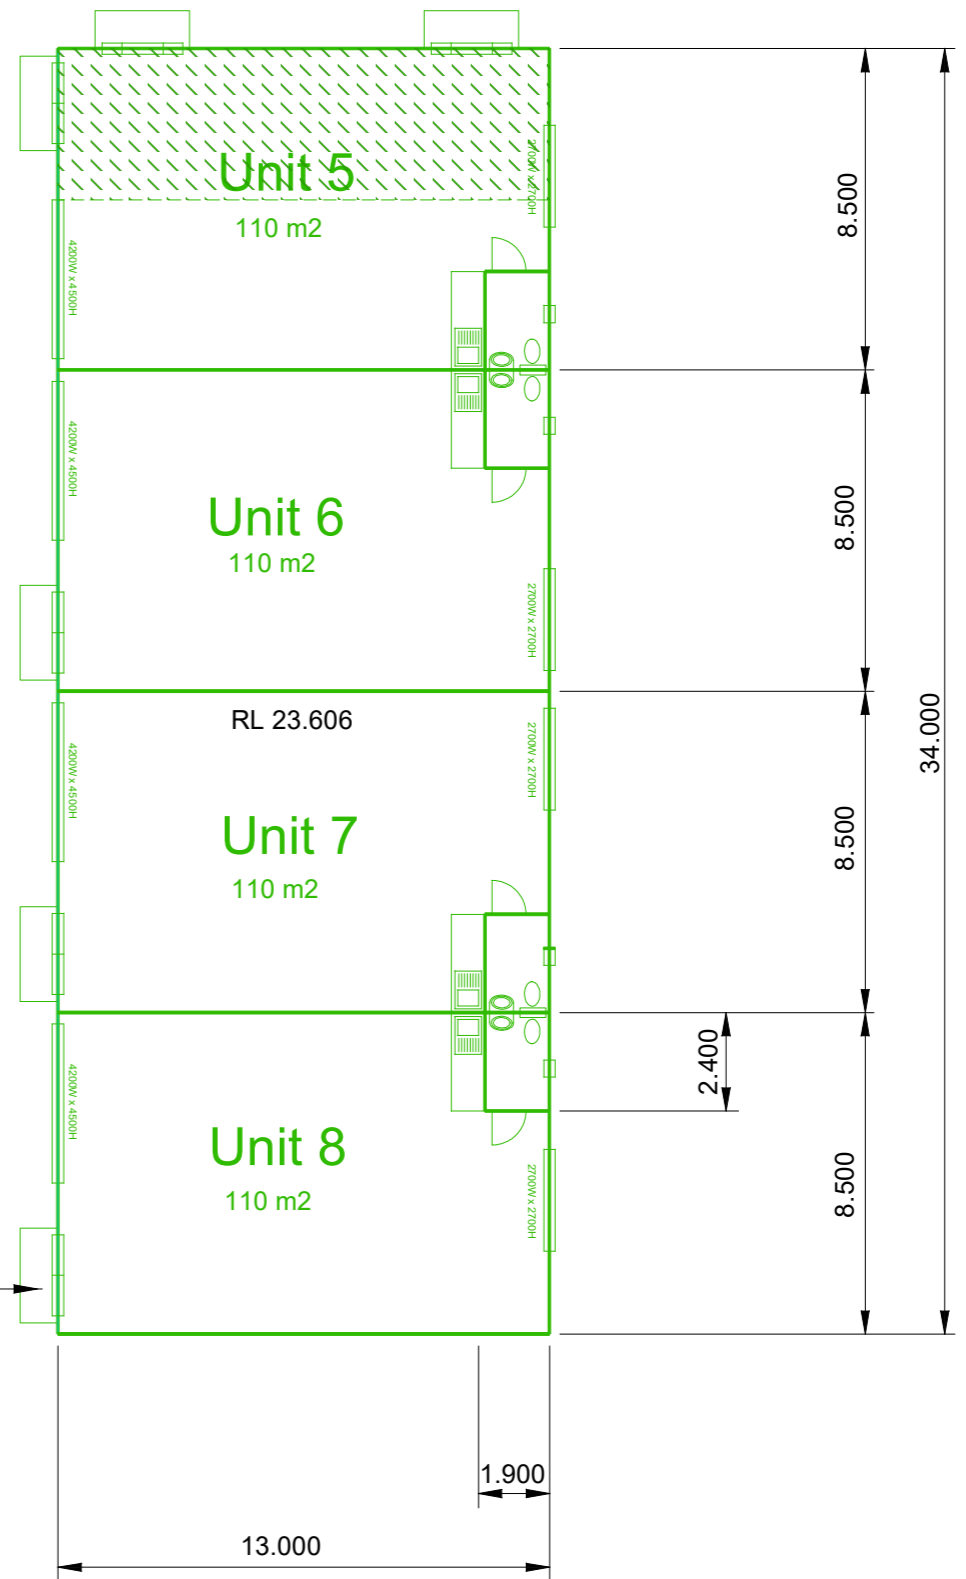 Unit 5
110 m2
2700W x 2700H
4200W x 4500H
8.500
4200W x 4500H
Unit 6
110 m2
2700W x 2700H
8.500
RL 23.606
4200W x 4500H
2700W x 2700H
Unit 7
110 m2
8.500
34.000
2.400
4200W x 4500H
Unit 8
110 m2
2700W x 2700H
8.500
1.900
13.000